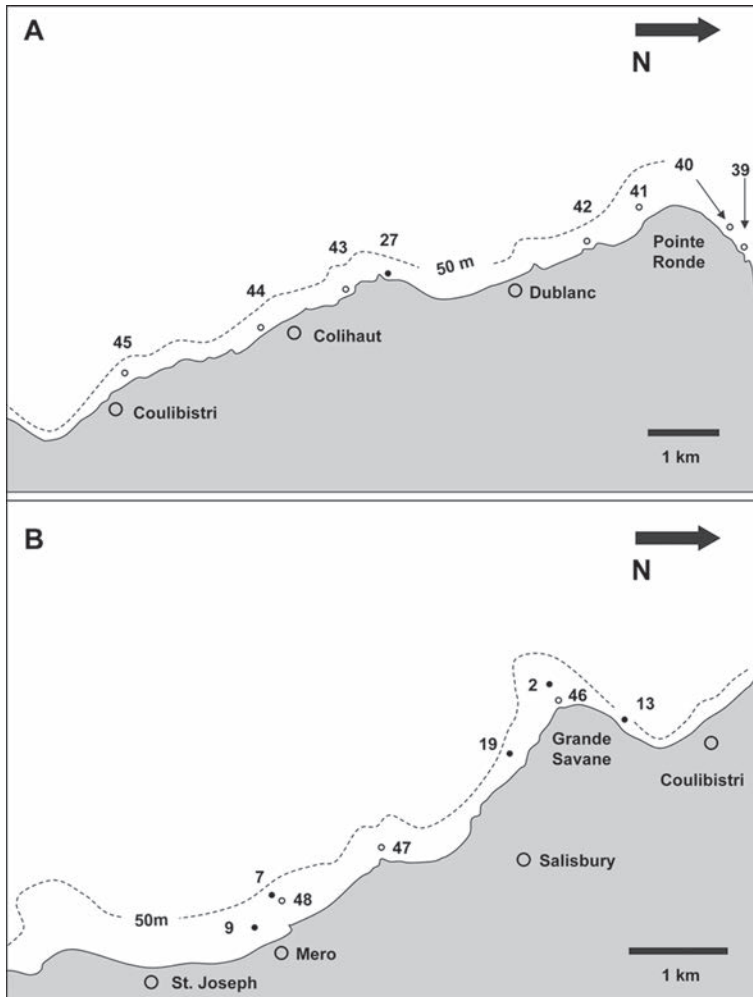 A
N
40
39
41
42
Pointe
Ronde
43
27
50 m
44
Dublanc
Colihaut
45
Coulibistri
1 km
B
N
2
46
13
19
Grande
Savane
Coulibistri
47
Salisbury
7
48
50m
9
Mero
St. Joseph
1 km